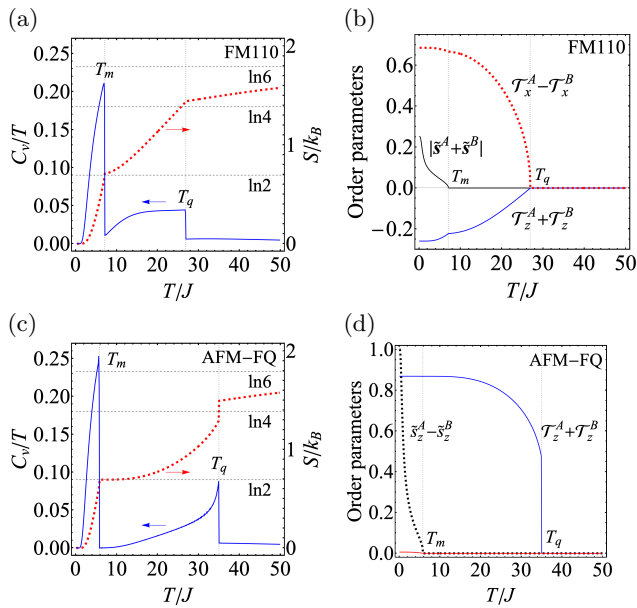 (a)
FM110
T_m
T_q
ln6
ln4
ln2
0.25
0.20
0.15
0.10
0.05
0.00
C_v/T
2
1
0
S/k_B
0 10 20 30 40 50
T/J
(b)
FM110
𝒯_x^A−𝒯_x^B
|s̃^A+s̃^B|
T_m
T_q
𝒯_z^A+𝒯_z^B
0.6
0.4
0.2
0.0
−0.2
Order parameters
0 10 20 30 40 50
T/J
(c)
AFM−FQ
T_m
T_q
ln6
ln4
ln2
0.25
0.20
0.15
0.10
0.05
0.00
C_v/T
2
1
0
S/k_B
0 10 20 30 40 50
T/J
(d)
AFM−FQ
s̃_z^A−s̃_z^B
𝒯_z^A+𝒯_z^B
T_m
T_q
1.0
0.8
0.6
0.4
0.2
0.0
Order parameters
0 10 20 30 40 50
T/J